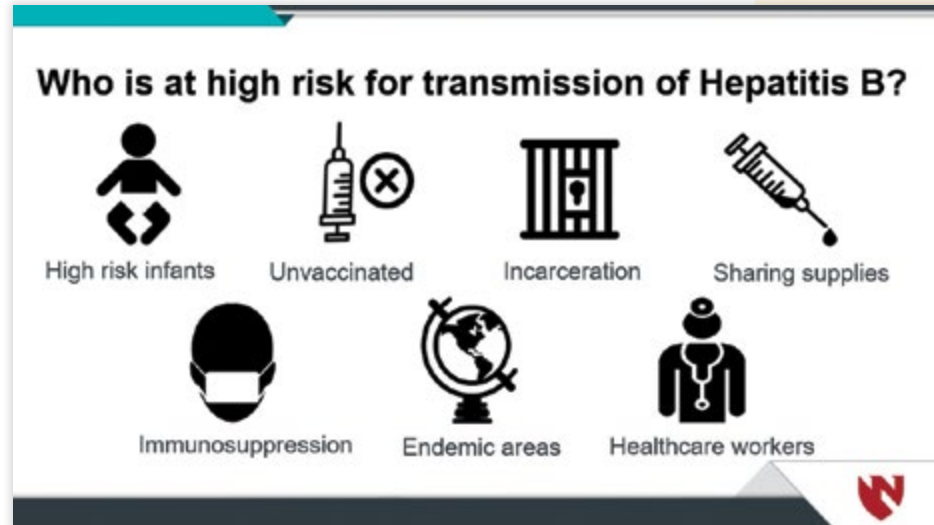 Who is at high risk for transmission of Hepatitis B?
High risk infants
Unvaccinated
Incarceration
Sharing supplies
Immunosuppression
Endemic areas
Healthcare workers
N